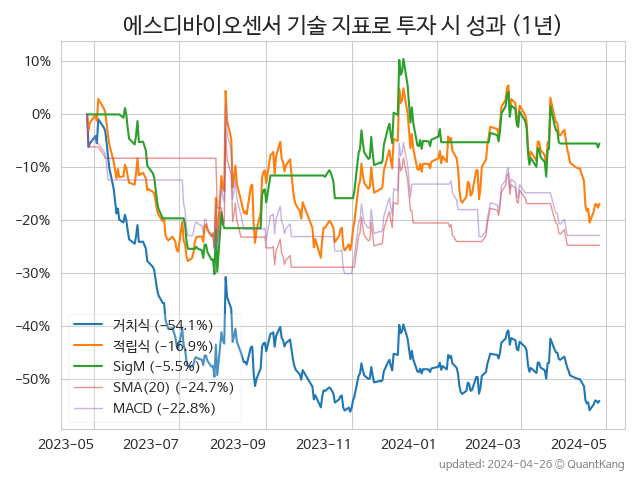 에스디바이오센서 기술 지표로 투자 시 성과 (1년)
10%
0%
−10%
−20%
−30%
−40%
−50%
거치식 (−54.1%)
적립식 (−16.9%)
SigM (−5.5%)
SMA(20) (−24.7%)
MACD (−22.8%)
2023-05 2023-07 2023-09 2023-11 2024-01 2024-03 2024-05
updated: 2024-04-26 © QuantKang